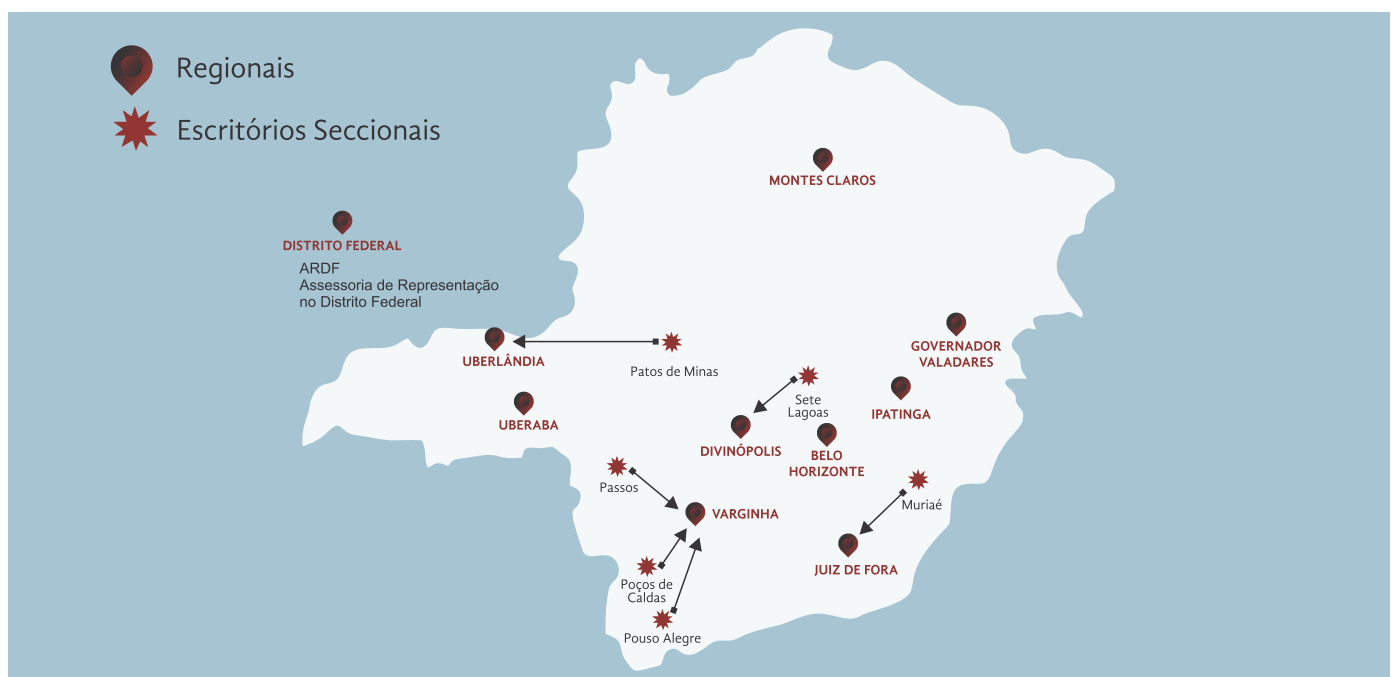 Regionais
Escritórios Seccionais
MONTES CLAROS
DISTRITO FEDERAL
ARDF
Assessoria de Representação
no Distrito Federal
UBERLÂNDIA
Patos de Minas
GOVERNADOR
VALADARES
UBERABA
Sete
Lagoas
IPATINGA
DIVINÓPOLIS
BELO
HORIZONTE
Passos
Muriaé
VARGINHA
JUIZ DE FORA
Poços de
Caldas
Pouso Alegre